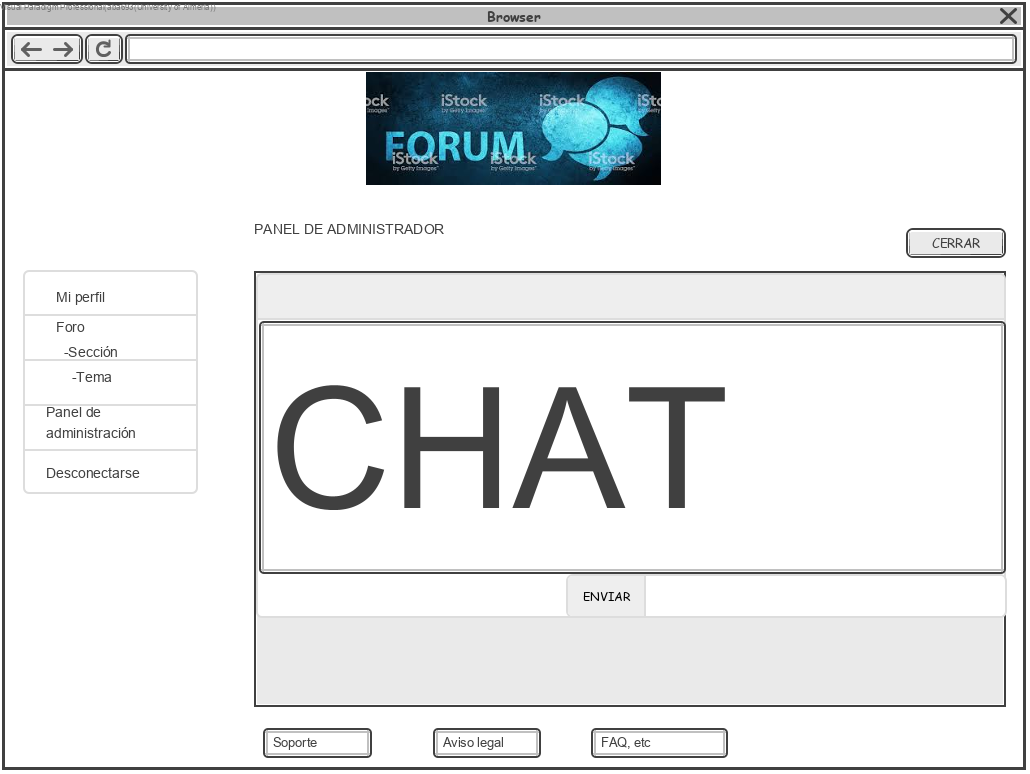 Visual Paradigm Professional(ada693(University of Almeria))
Browser
iStock
by Getty Images
iStock
by Getty Images
FORUM
iStock
by Getty Images
iStock
by Getty Images
iStock
by Getty Images
PANEL DE ADMINISTRADOR
CERRAR
Mi perfil
Foro
-Sección
-Tema
Panel de
administración
Desconectarse
CHAT
ENVIAR
Soporte
Aviso legal
FAQ, etc